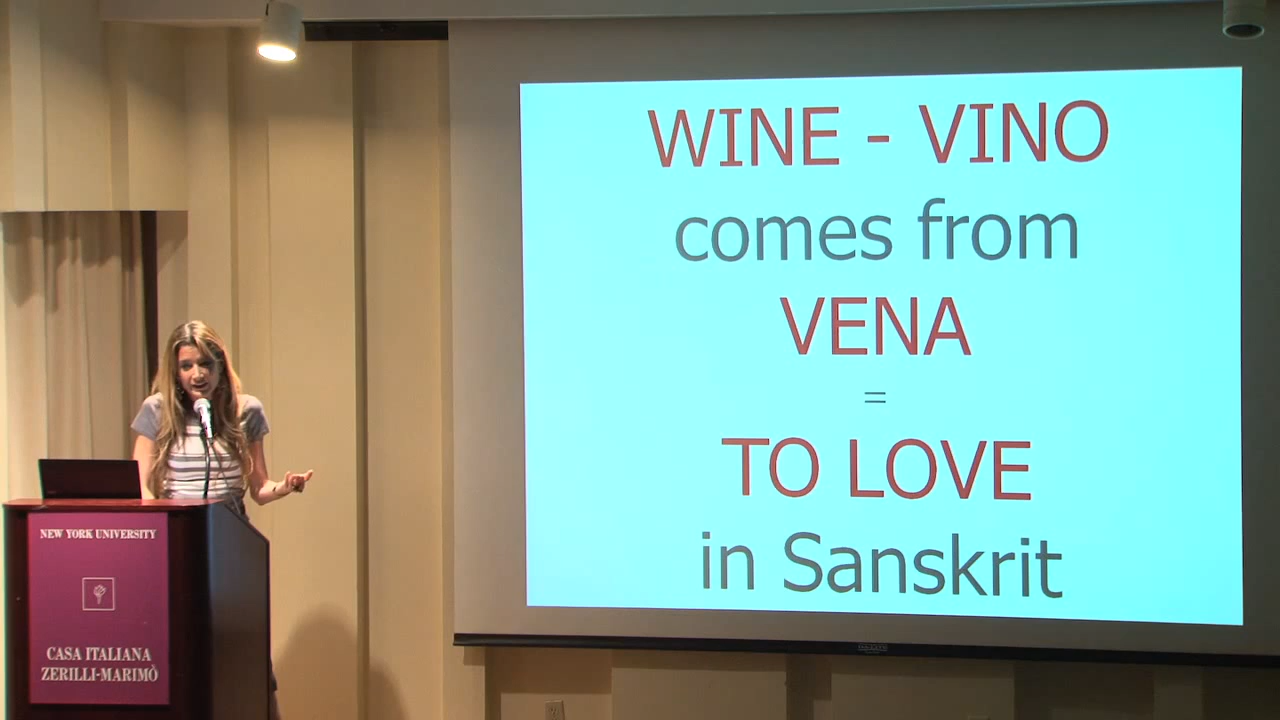 WINE - VINO
comes from
VENA
=
TO LOVE
in Sanskrit
NEW YORK UNIVERSITY
CASA ITALIANA
ZERILLI-MARIMÒ